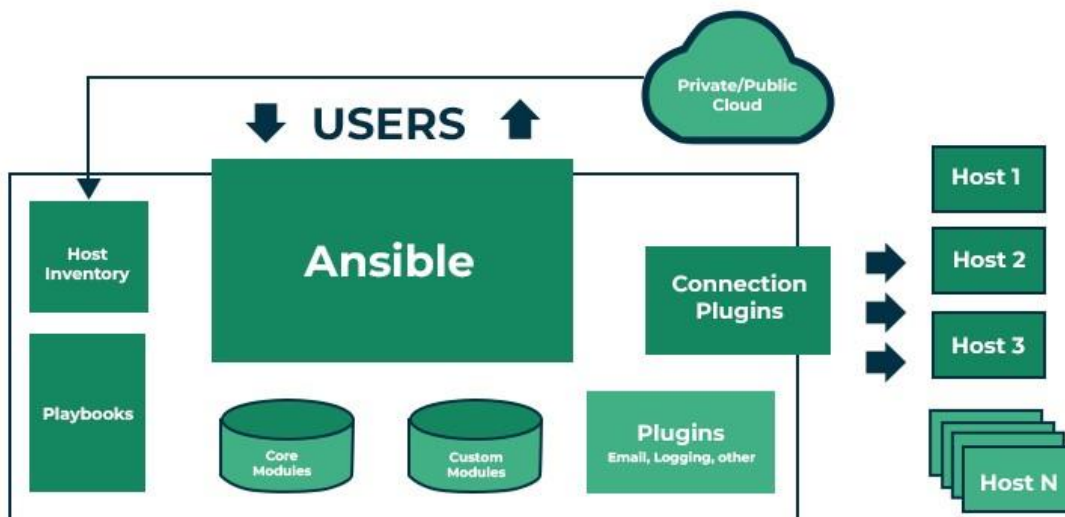 Private/Public
Cloud
USERS
Host 1
Host
Inventory
Ansible
Host 2
Connection
Plugins
Host 3
Playbooks
Core
Modules
Custom
Modules
Plugins
Email, Logging, other
Host N